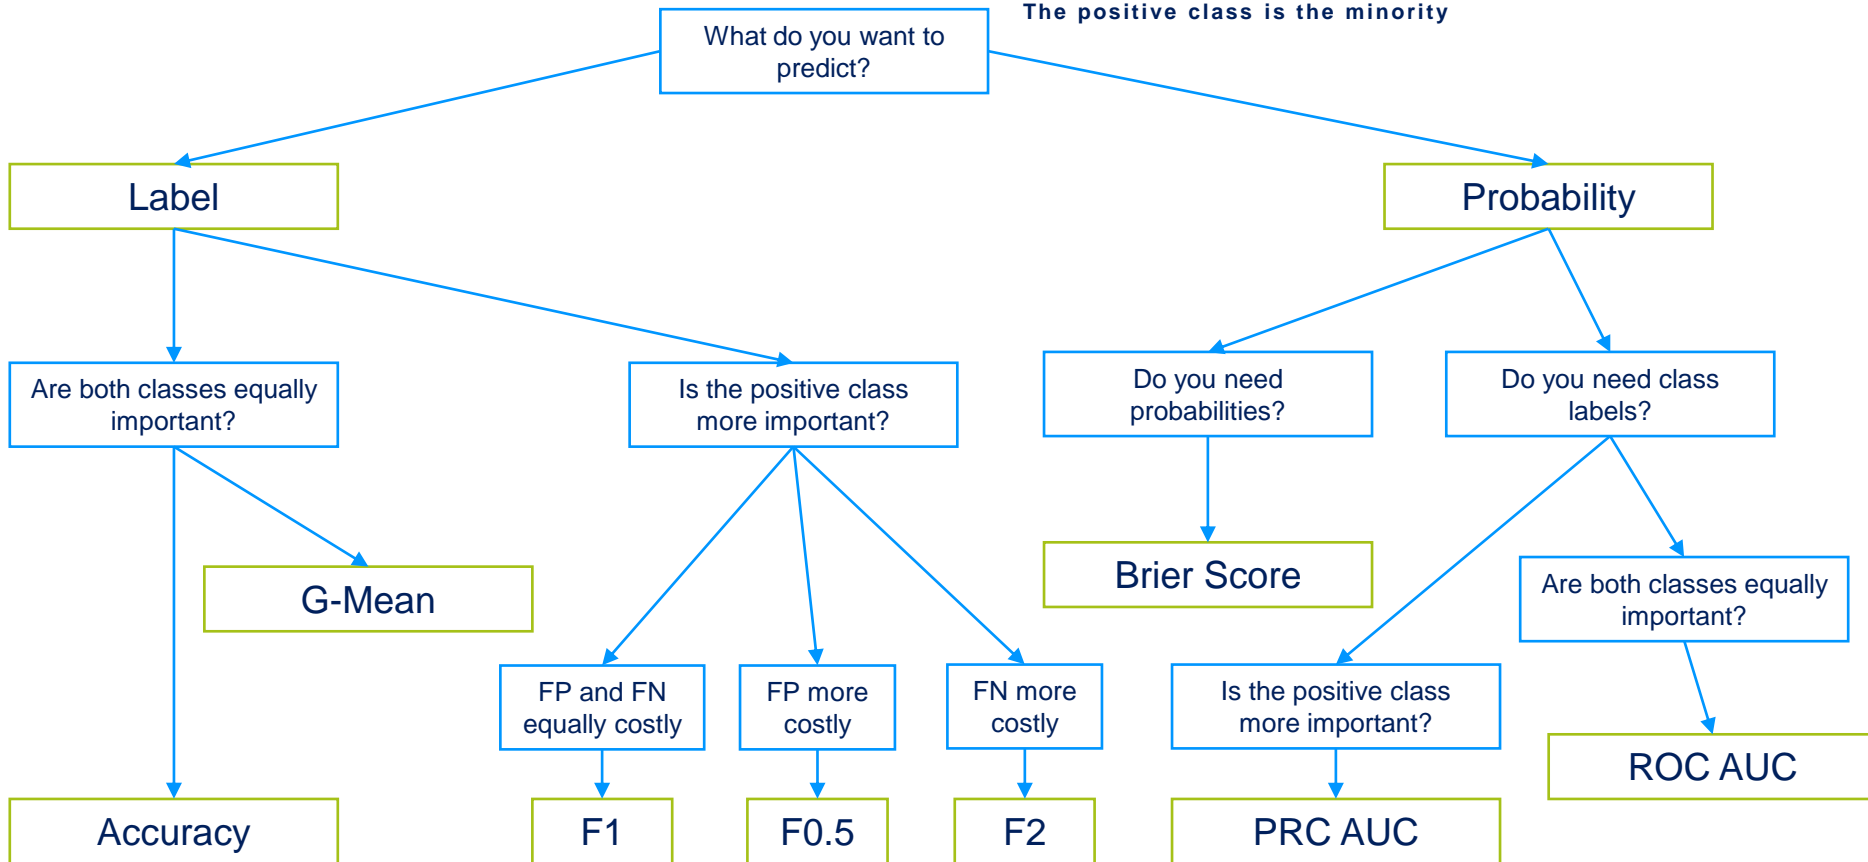 The positive class is the minority
What do you want to
predict?
Label
Probability
Are both classes equally
important?
Is the positive class
more important?
Do you need
probabilities?
Do you need class
labels?
G-Mean
Brier Score
Are both classes equally
important?
FP and FN
equally costly
FP more
costly
FN more
costly
Is the positive class
more important?
ROC AUC
Accuracy
F1
F0.5
F2
PRC AUC